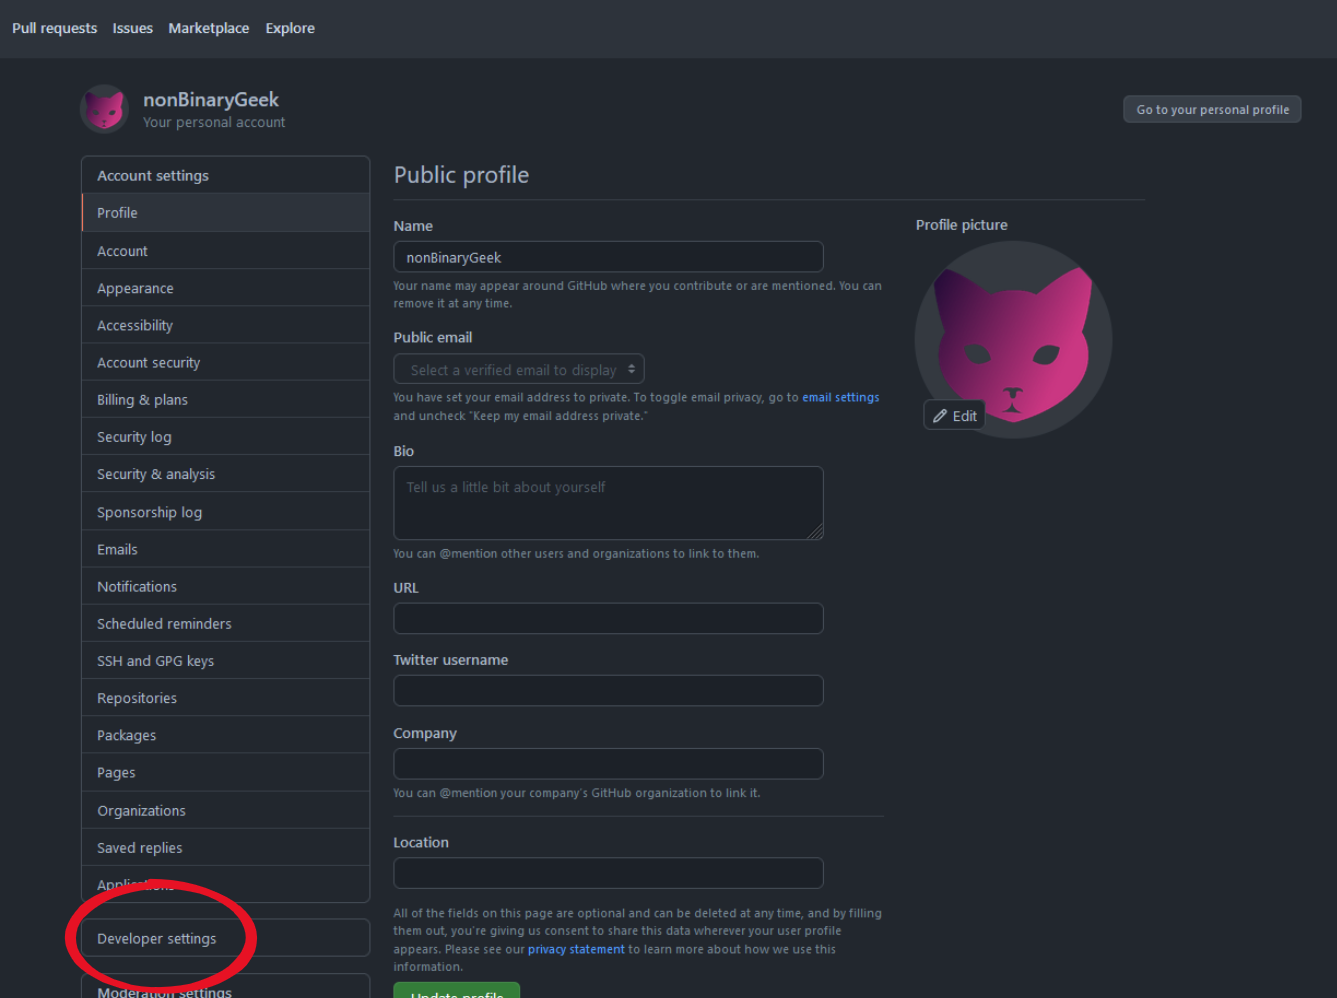 Pull requests Issues Marketplace Explore
nonBinaryGeek
Your personal account
Go to your personal profile
Account settings
Profile
Account
Appearance
Accessibility
Account security
Billing & plans
Security log
Security & analysis
Sponsorship log
Emails
Notifications
Scheduled reminders
SSH and GPG keys
Repositories
Packages
Pages
Organizations
Saved replies
Applications
Developer settings
Moderation settings
Public profile
Name
nonBinaryGeek
Your name may appear around GitHub where you contribute or are mentioned. You can
remove it at any time.
Public email
Select a verified email to display
You have set your email address to private. To toggle email privacy, go to email settings
and uncheck "Keep my email address private."
Bio
Tell us a little bit about yourself
You can @mention other users and organizations to link to them.
URL
Twitter username
Company
You can @mention your company's GitHub organization to link it.
Location
All of the fields on this page are optional and can be deleted at any time, and by filling
them out, you're giving us consent to share this data wherever your user profile
appears. Please see our privacy statement to learn more about how we use this
information.
Update profile
Profile picture
Edit